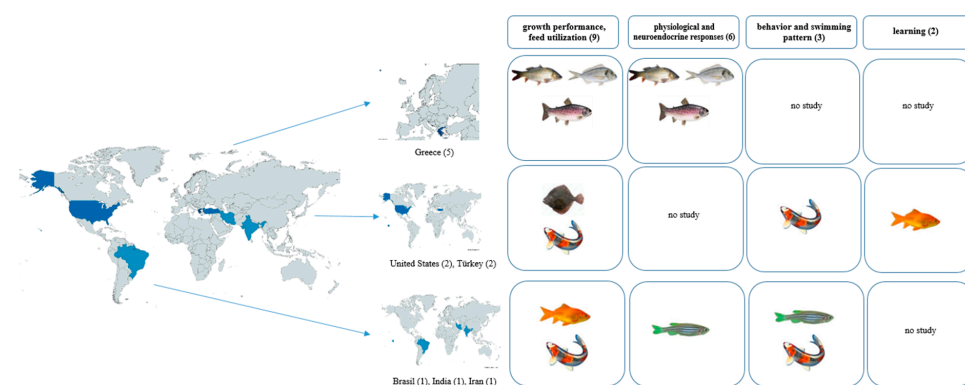 growth performance,
feed utilization (9)
physiological and
neuroendocrine responses (6)
behavior and swimming
pattern (3)
learning (2)
no study
no study
Greece (5)
no study
United States (2), Türkey (2)
no study
Brasil (1), India (1), Iran (1)